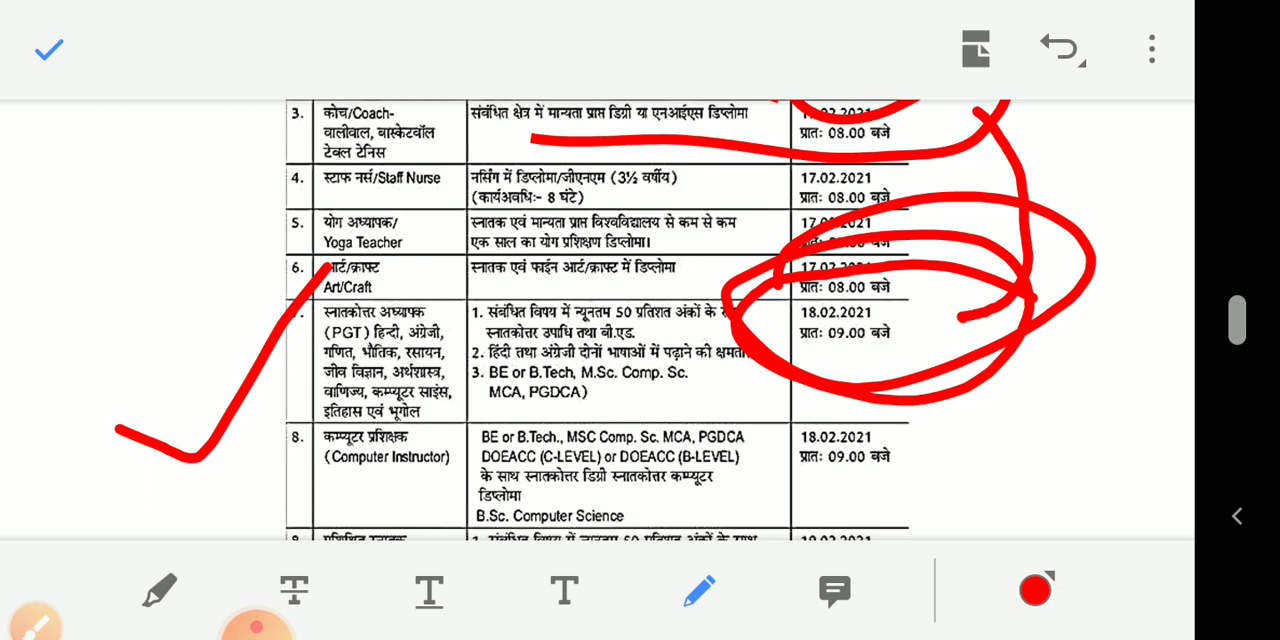 3. कोच/Coach- संबंधित क्षेत्र में मान्यता प्राप्त डिग्री या एनआईएस डिप्लोमा
वालीवाल, वास्केटवॉल प्रातः 08.00 बजे
टेवल टेनिस
4. स्टाफ नर्स/Staff Nurse नर्सिंग में डिप्लोमा/जीएनएम (3½ वर्षीय) 17.02.2021
(कार्यअवधिः- 8 घंटे) प्रातः 08.00 बजे
5. योग अध्यापक/ स्नातक एवं मान्यता प्राप्त विश्वविद्यालय से कम से कम
Yoga Teacher एक साल का योग प्रशिक्षण डिप्लोमा। बजे
6. आर्ट/क्राफ्ट स्नातक एवं फाईन आर्ट/क्राफ्ट में डिप्लोमा
Art/Craft प्रातः 08.00 बजे
स्नातकोत्तर अध्यापक 1. संबंधित विषय में न्यूनतम 50 प्रतिशत अंकों के 18.02.2021
(PGT) हिन्दी, अंग्रेजी, स्नातकोत्तर उपाधि तथा बी.एड. प्रातः 09.00 बजे
गणित, भौतिक, रसायन, 2. हिंदी तथा अंग्रेजी दोनों भाषाओं में पढ़ाने की क्षमता
जीव विज्ञान, अर्थशास्त्र, 3. BE or B.Tech, M.Sc. Comp. Sc.
वाणिज्य, कम्प्यूटर साइंस, MCA, PGDCA)
इतिहास एवं भूगोल
8. कम्प्यूटर प्रशिक्षक BE or B.Tech., MSC Comp. Sc. MCA, PGDCA 18.02.2021
(Computer Instructor) DOEACC (C-LEVEL) or DOEACC (B-LEVEL) प्रातः 09.00 बजे
के साथ स्नातकोत्तर डिग्री स्नातकोत्तर कम्प्यूटर
डिप्लोमा
B.Sc. Computer Science